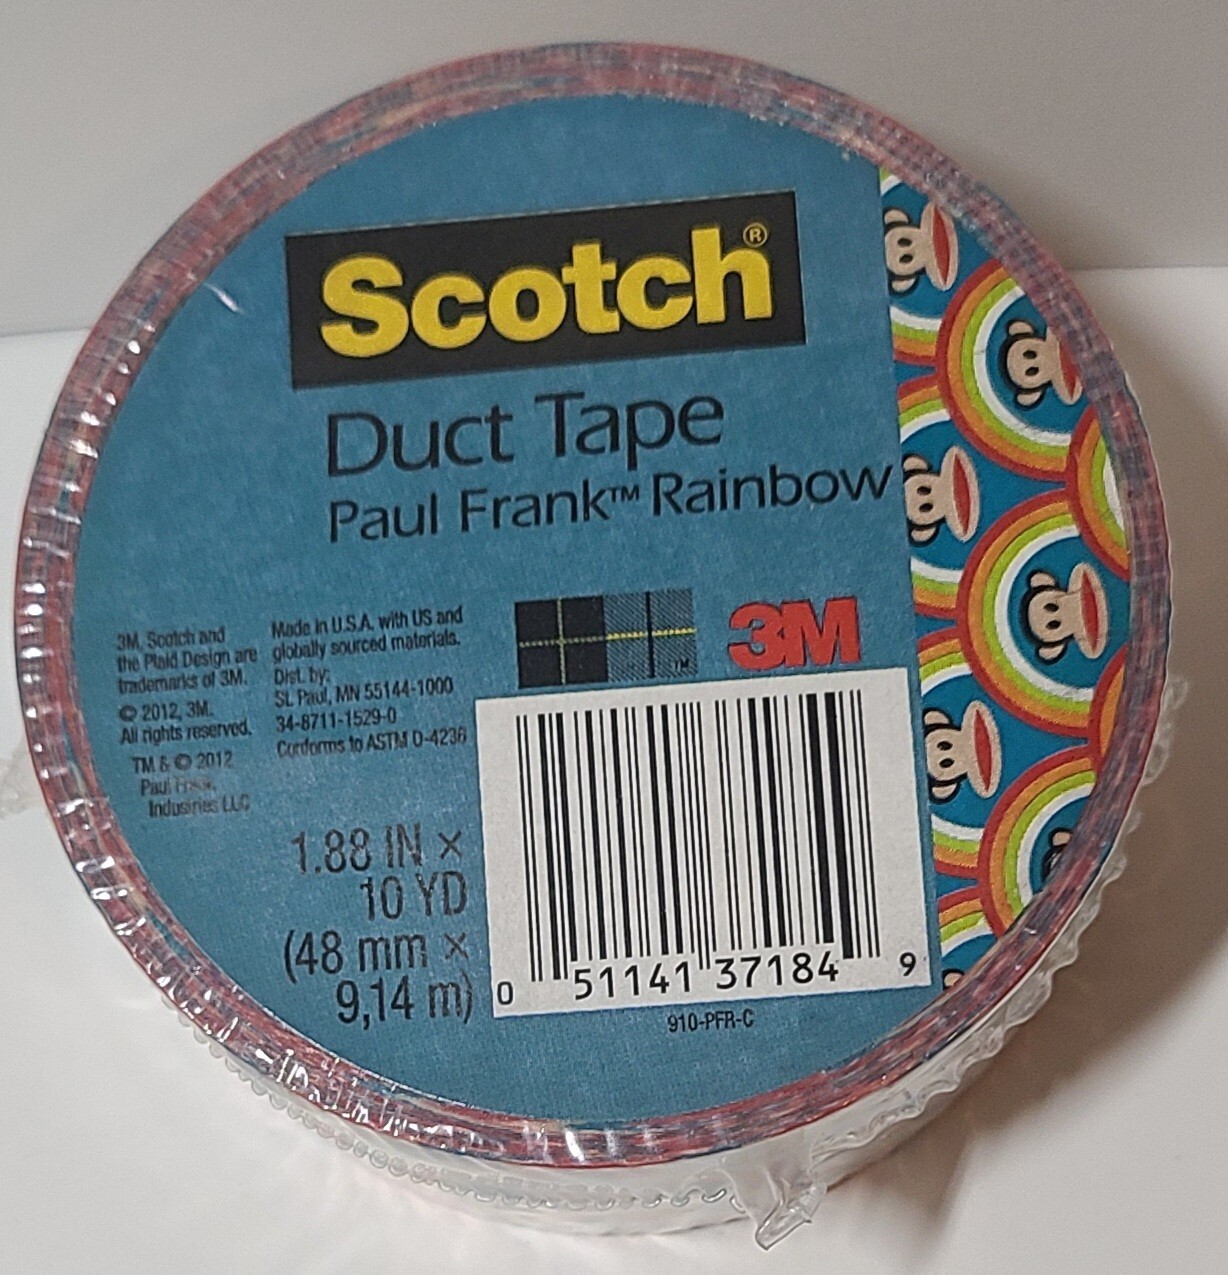 Scotch®
Duct Tape
Paul Frank™ Rainbow
3M, Scotch and
the Plaid Design are
trademarks of 3M.
© 2012, 3M.
All rights reserved.
TM & © 2012
Paul Frank
Industries LLC
Made in U.S.A. with US and
globally sourced materials.
Dist. by:
St. Paul, MN 55144-1000
34-8711-1529-0
Conforms to ASTM D-4236
TM
3M
1.88 IN ×
10 YD
(48 mm ×
9,14 m)
0 51141 37184 9
910-PFR-C